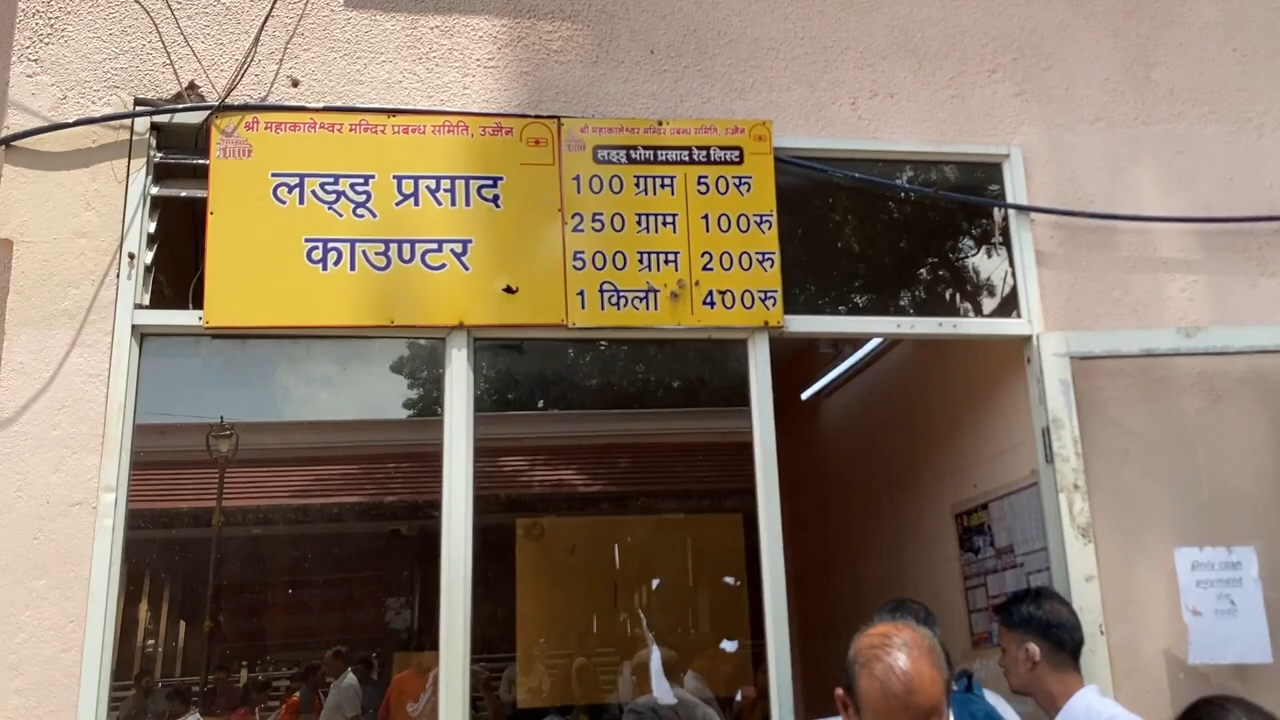 श्री महाकालेश्वर मन्दिर प्रबन्ध समिति, उज्जैन
लड्डू प्रसाद
काउण्टर
श्री महाकालेश्वर मन्दिर प्रबन्ध समिति, उज्जैन
लड्डू भोग प्रसाद रेट लिस्ट
100 ग्राम 50रु
250 ग्राम 100रु
500 ग्राम 200रु
1 किलो 400रु
only cash
payment